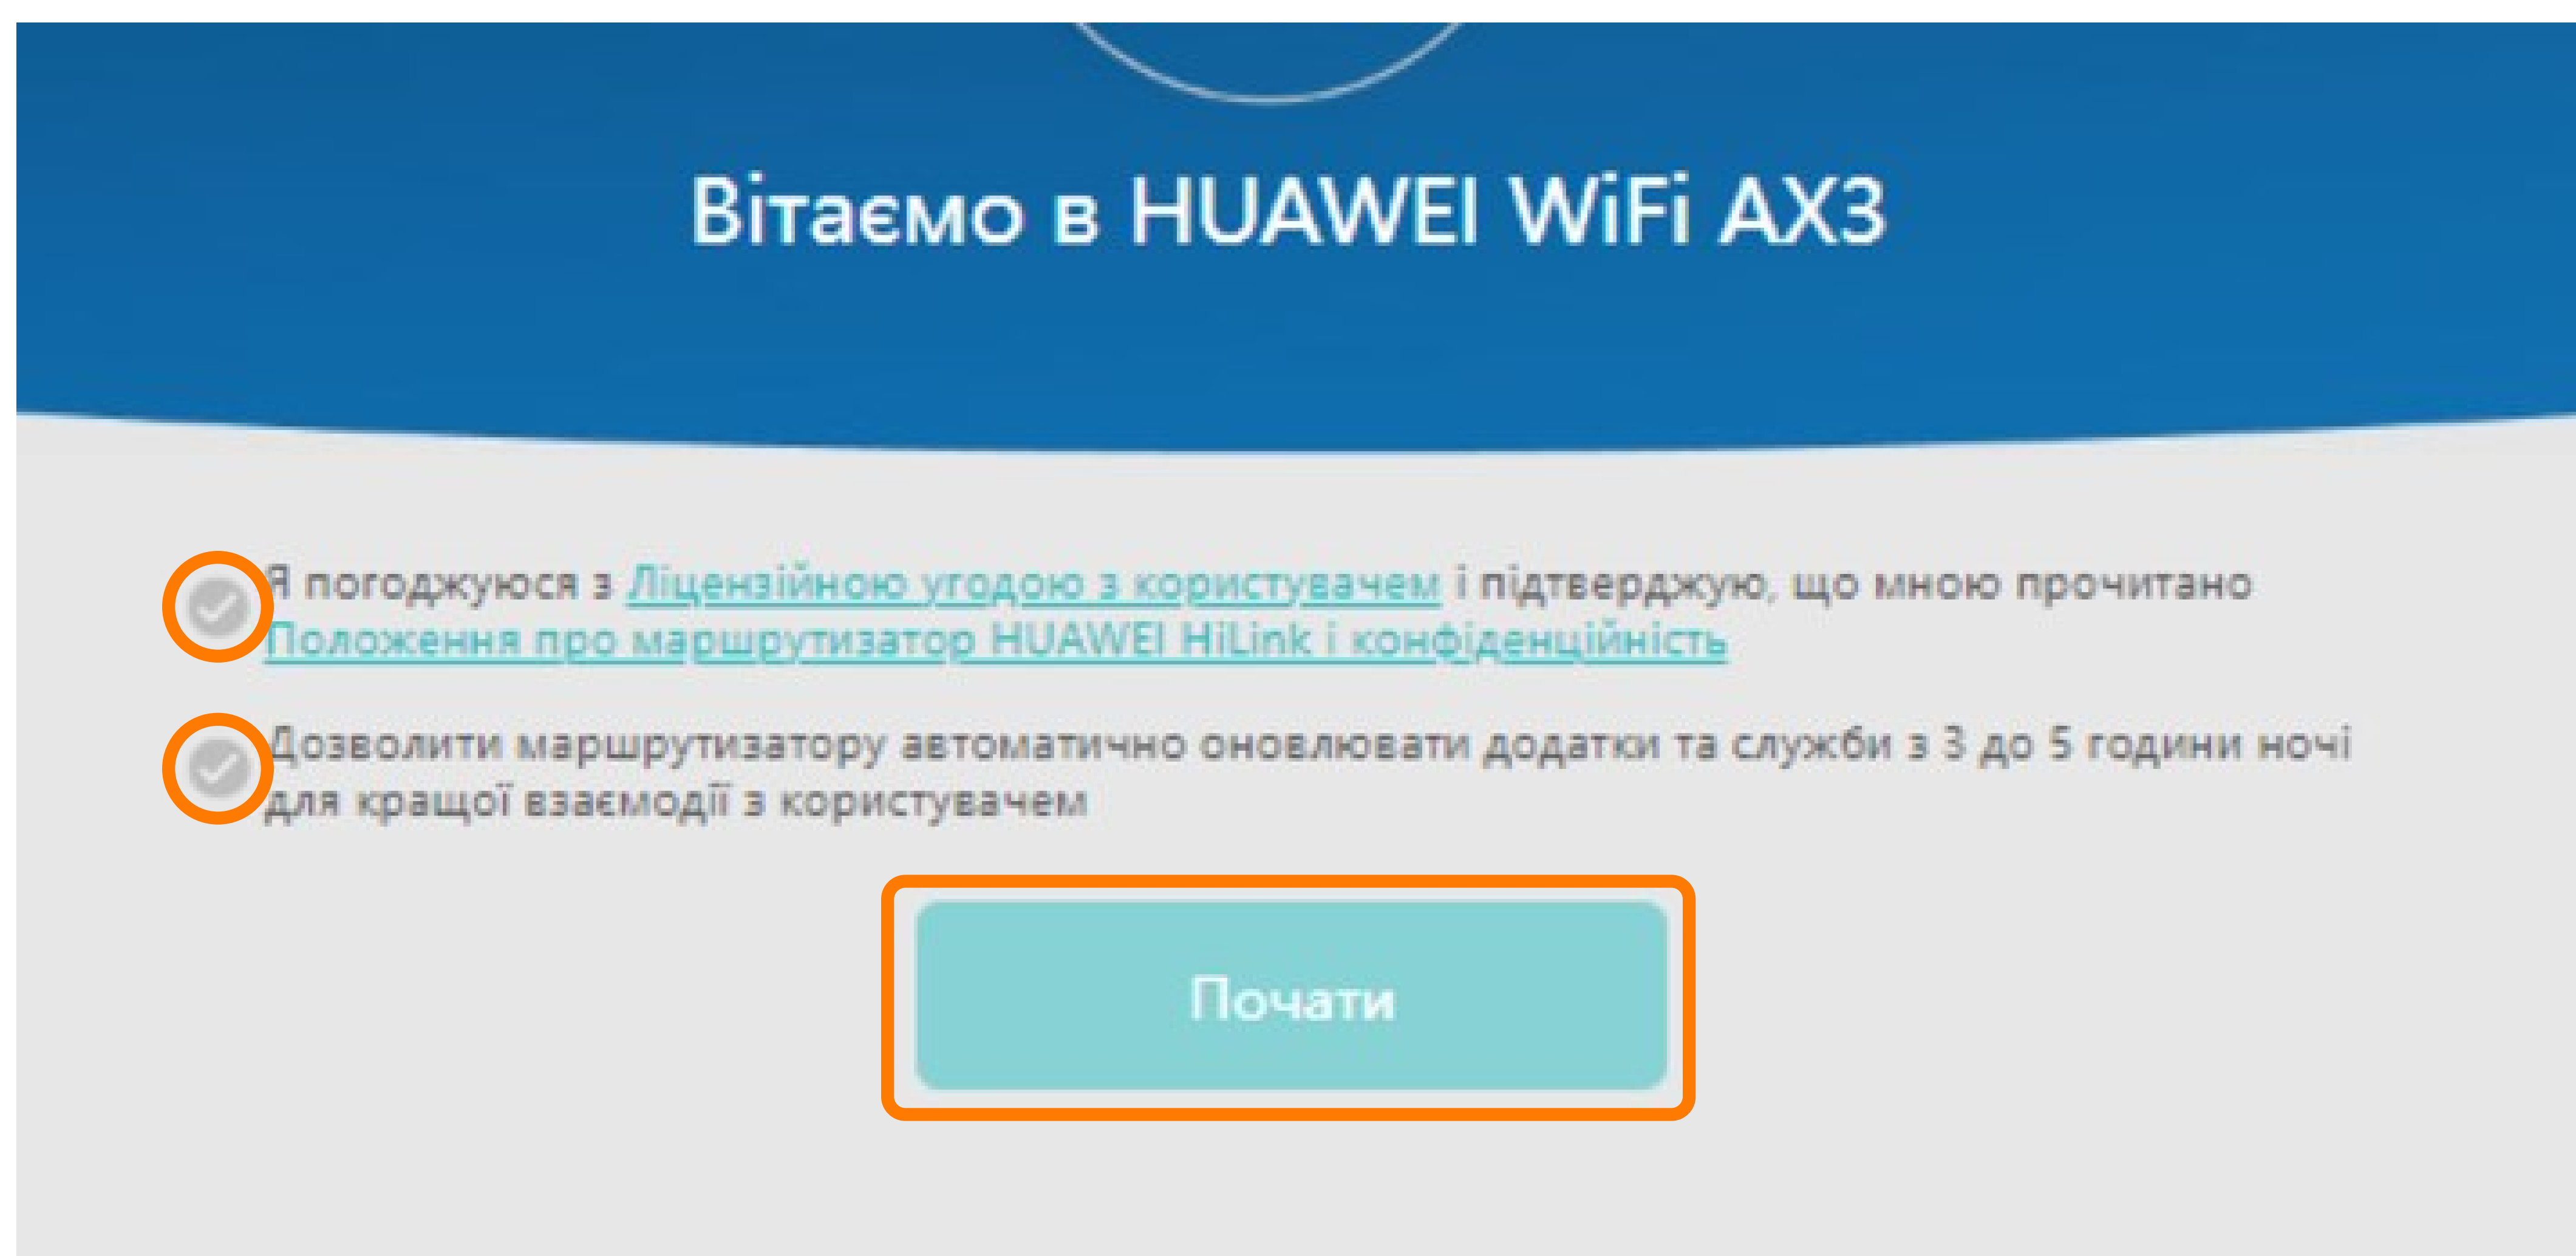 Вітаємо в HUAWEI WiFi AX3
Я погоджуюся з Ліцензійною угодою з користувачем і підтверджую, що мною прочитано
Положення про маршрутизатор HUAWEI HiLink і конфіденційність
Дозволити маршрутизатору автоматично оновлювати додатки та служби з 3 до 5 години ночі
для кращої взаємодії з користувачем
Почати